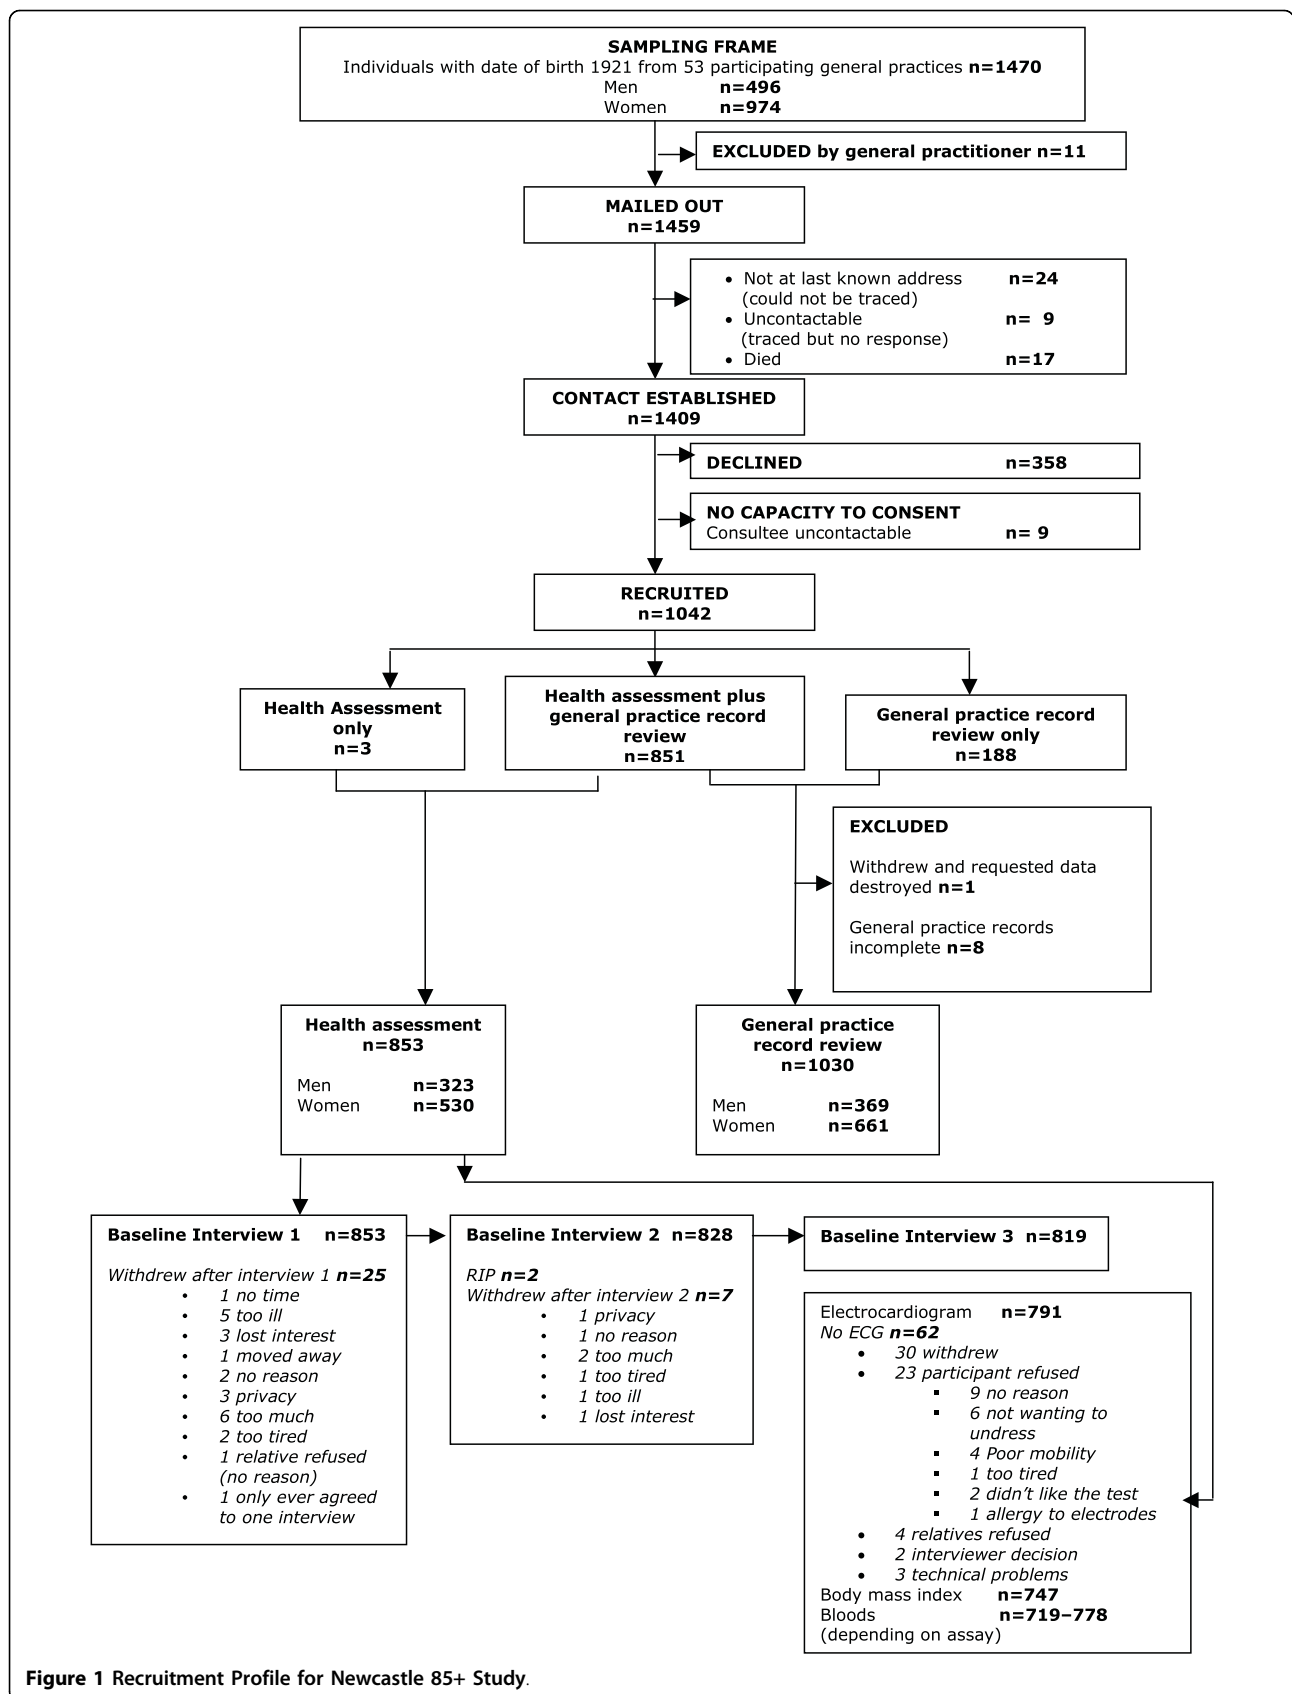 SAMPLING FRAME
Individuals with date of birth 1921 from 53 participating general practices n=1470
Men n=496
Women n=974
EXCLUDED by general practitioner n=11
MAILED OUT
n=1459
• Not at last known address n=24
(could not be traced)
• Uncontactable n= 9
(traced but no response)
• Died n=17
CONTACT ESTABLISHED
n=1409
DECLINED n=358
NO CAPACITY TO CONSENT
Consultee uncontactable n= 9
RECRUITED
n=1042
Health Assessment
only
n=3
Health assessment plus
general practice record
review
n=851
General practice record
review only
n=188
EXCLUDED
Withdrew and requested data
destroyed n=1
General practice records
incomplete n=8
Health assessment
n=853
Men n=323
Women n=530
General practice
record review
n=1030
Men n=369
Women n=661
Baseline Interview 1 n=853
Withdrew after interview 1 n=25
• 1 no time
• 5 too ill
• 3 lost interest
• 1 moved away
• 2 no reason
• 3 privacy
• 6 too much
• 2 too tired
• 1 relative refused
(no reason)
• 1 only ever agreed
to one interview
Baseline Interview 2 n=828
RIP n=2
Withdrew after interview 2 n=7
• 1 privacy
• 1 no reason
• 2 too much
• 1 too tired
• 1 too ill
• 1 lost interest
Baseline Interview 3 n=819
Electrocardiogram n=791
No ECG n=62
• 30 withdrew
• 23 participant refused
▪ 9 no reason
▪ 6 not wanting to
undress
▪ 4 Poor mobility
▪ 1 too tired
▪ 2 didn't like the test
▪ 1 allergy to electrodes
• 4 relatives refused
• 2 interviewer decision
• 3 technical problems
Body mass index n=747
Bloods n=719–778
(depending on assay)
Figure 1 Recruitment Profile for Newcastle 85+ Study.